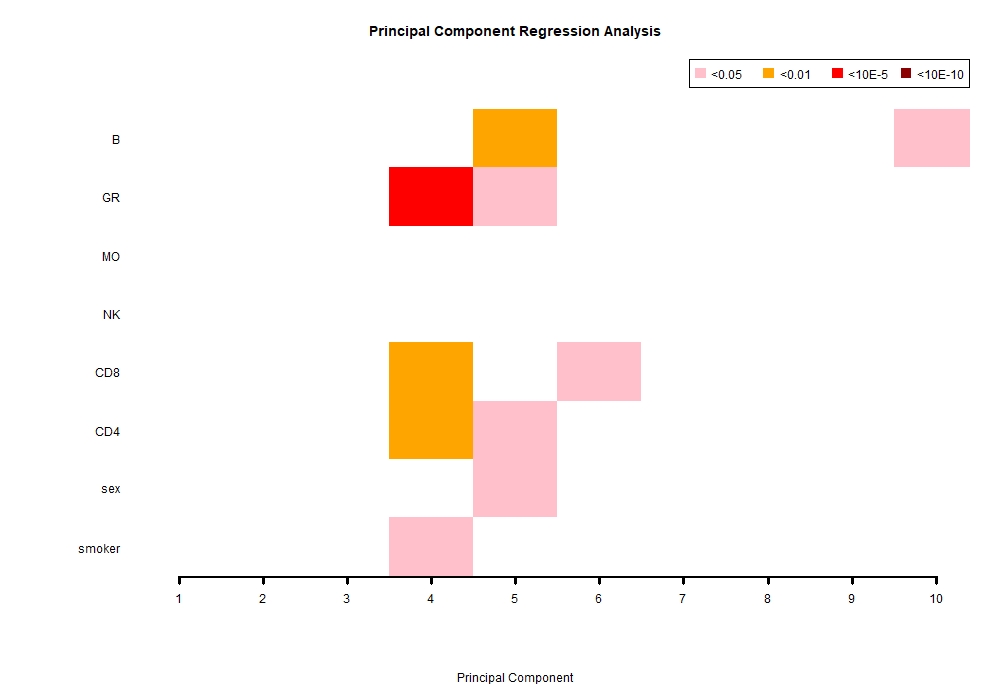 Principal Component Regression Analysis
<0.05 <0.01 <10E-5 <10E-10
B
GR
MO
NK
CD8
CD4
sex
smoker
1 2 3 4 5 6 7 8 9 10
Principal Component